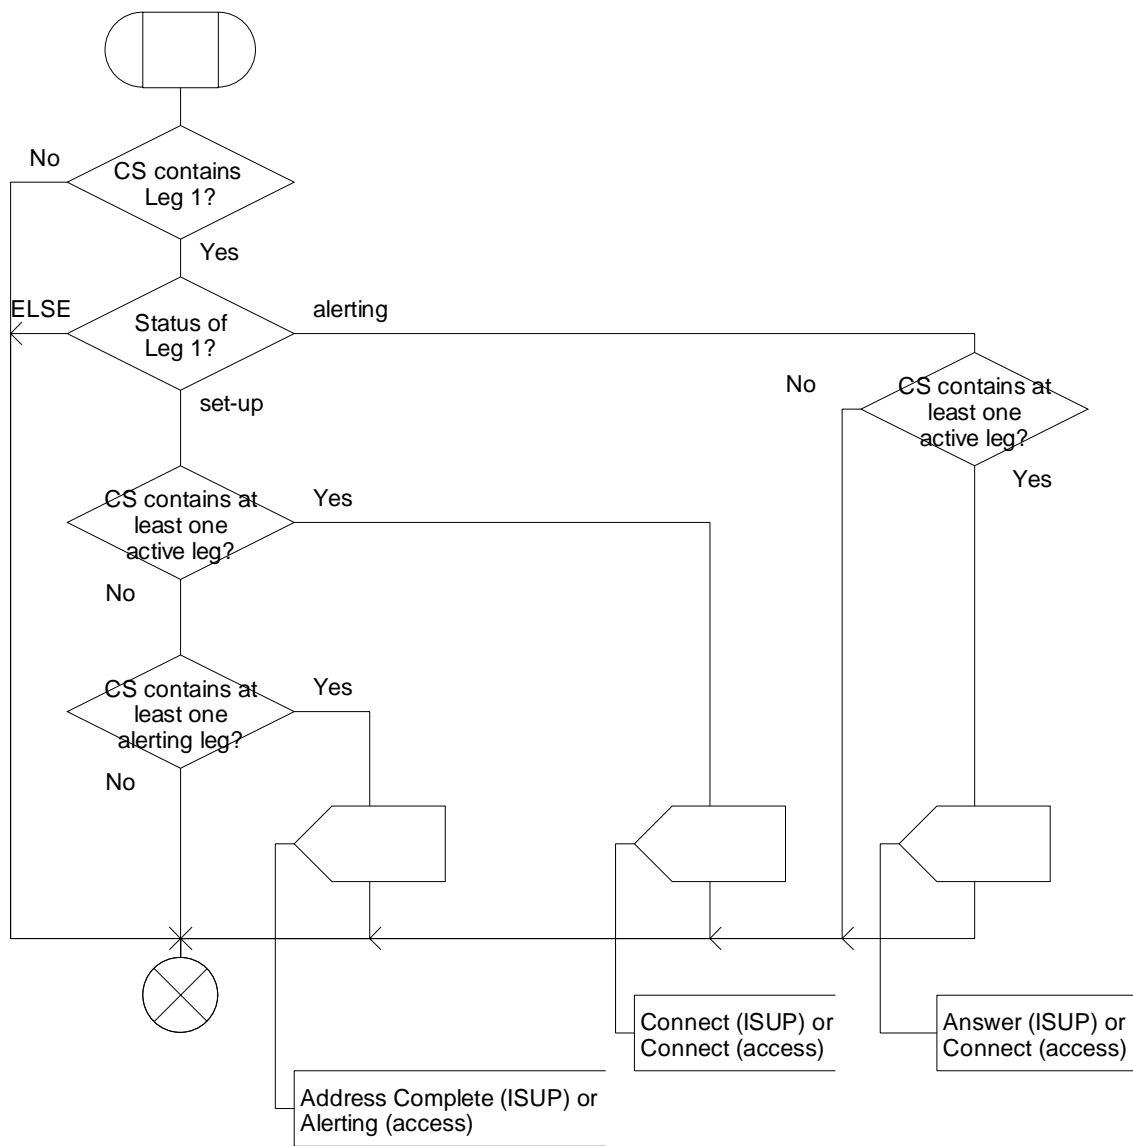 No
CS contains
Leg 1?
Yes
ELSE
Status of
Leg 1?
alerting
set-up
No
CS contains at
least one
active leg?
Yes
CS contains at
least one
active leg?
Yes
No
CS contains at
least one
alerting leg?
Yes
No
Connect (ISUP) or
Connect (access)
Answer (ISUP) or
Connect (access)
Address Complete (ISUP) or
Alerting (access)